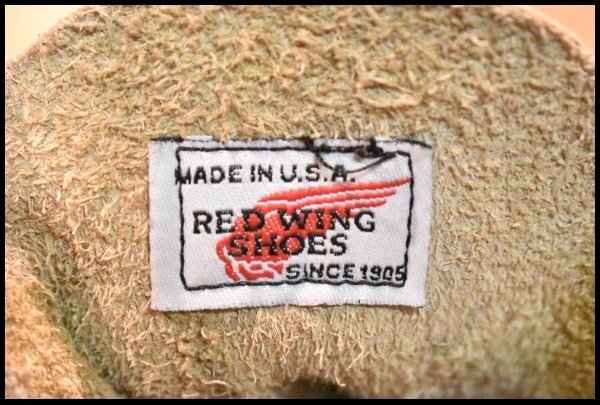 MADE IN U.S.A.
RED WING
SHOES
SINCE 1905